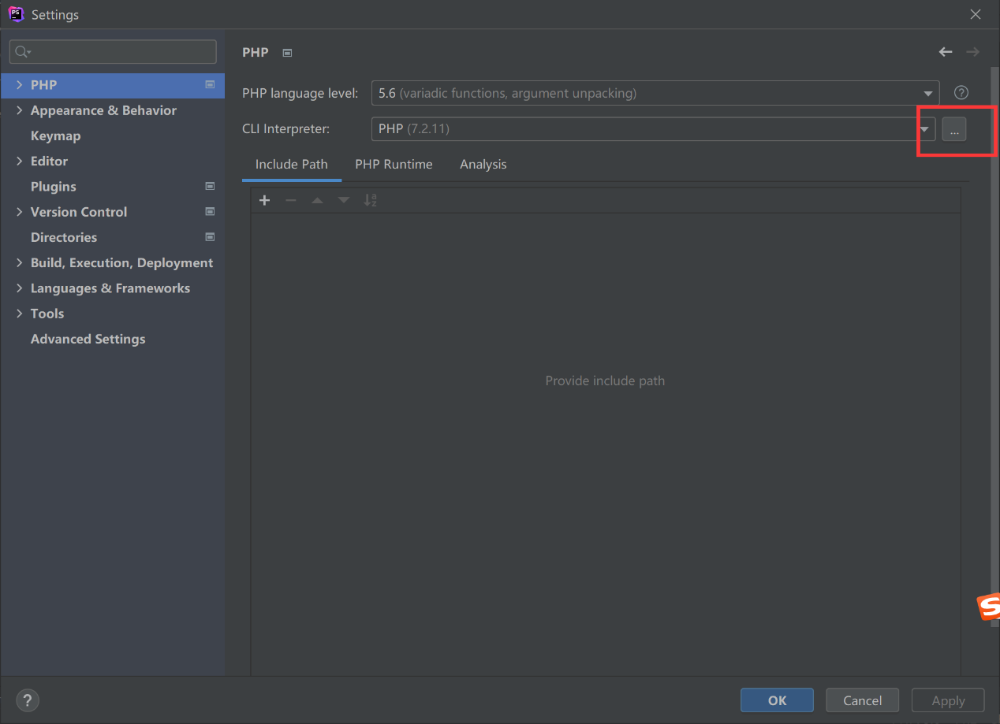 PS
Settings
PHP
Appearance & Behavior
Keymap
Editor
Plugins
Version Control
Directories
Build, Execution, Deployment
Languages & Frameworks
Tools
Advanced Settings
PHP
PHP language level: 5.6 (variadic functions, argument unpacking) ?
CLI Interpreter: PHP (7.2.11) ...
Include Path PHP Runtime Analysis
Provide include path
S
? OK Cancel Apply